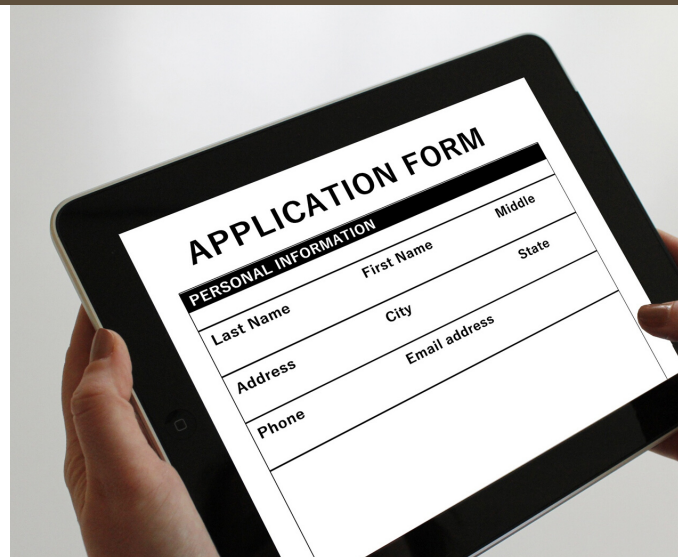 APPLICATION FORM
PERSONAL INFORMATION
Last Name First Name Middle
Address City State
Phone Email address